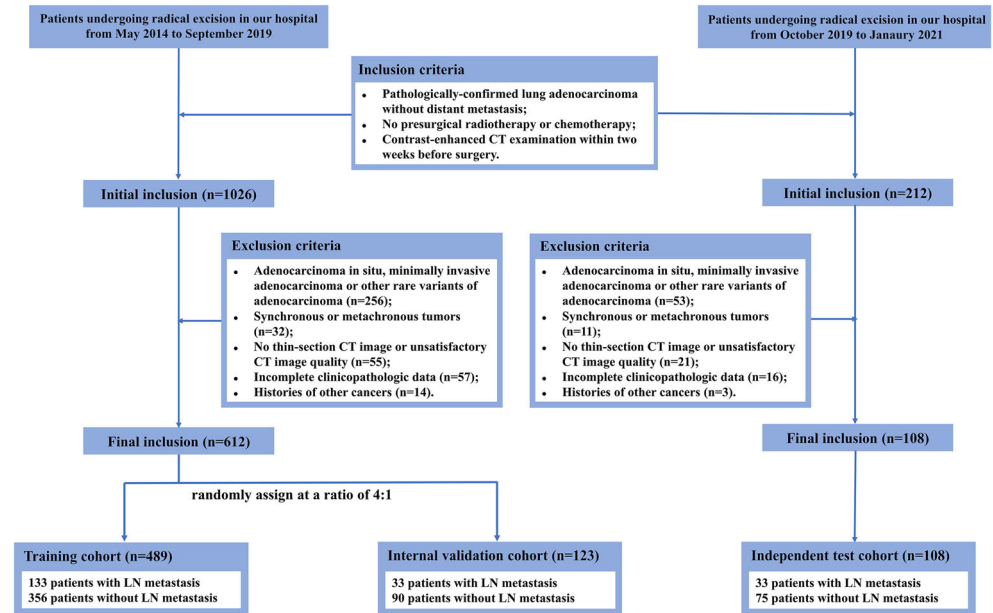 Patients undergoing radical excision in our hospital
from May 2014 to September 2019
Patients undergoing radical excision in our hospital
from October 2019 to Janaury 2021
Inclusion criteria
• Pathologically-confirmed lung adenocarcinoma
without distant metastasis;
• No presurgical radiotherapy or chemotherapy;
• Contrast-enhanced CT examination within two
weeks before surgery.
Initial inclusion (n=1026)
Initial inclusion (n=212)
Exclusion criteria
• Adenocarcinoma in situ, minimally invasive
adenocarcinoma or other rare variants of
adenocarcinoma (n=256);
• Synchronous or metachronous tumors
(n=32);
• No thin-section CT image or unsatisfactory
CT image quality (n=55);
• Incomplete clinicopathologic data (n=57);
• Histories of other cancers (n=14).
Exclusion criteria
• Adenocarcinoma in situ, minimally invasive
adenocarcinoma or other rare variants of
adenocarcinoma (n=53);
• Synchronous or metachronous tumors
(n=11);
• No thin-section CT image or unsatisfactory
CT image quality (n=21);
• Incomplete clinicopathologic data (n=16);
• Histories of other cancers (n=3).
Final inclusion (n=612)
Final inclusion (n=108)
randomly assign at a ratio of 4:1
Training cohort (n=489)
133 patients with LN metastasis
356 patients without LN metastasis
Internal validation cohort (n=123)
33 patients with LN metastasis
90 patients without LN metastasis
Independent test cohort (n=108)
33 patients with LN metastasis
75 patients without LN metastasis